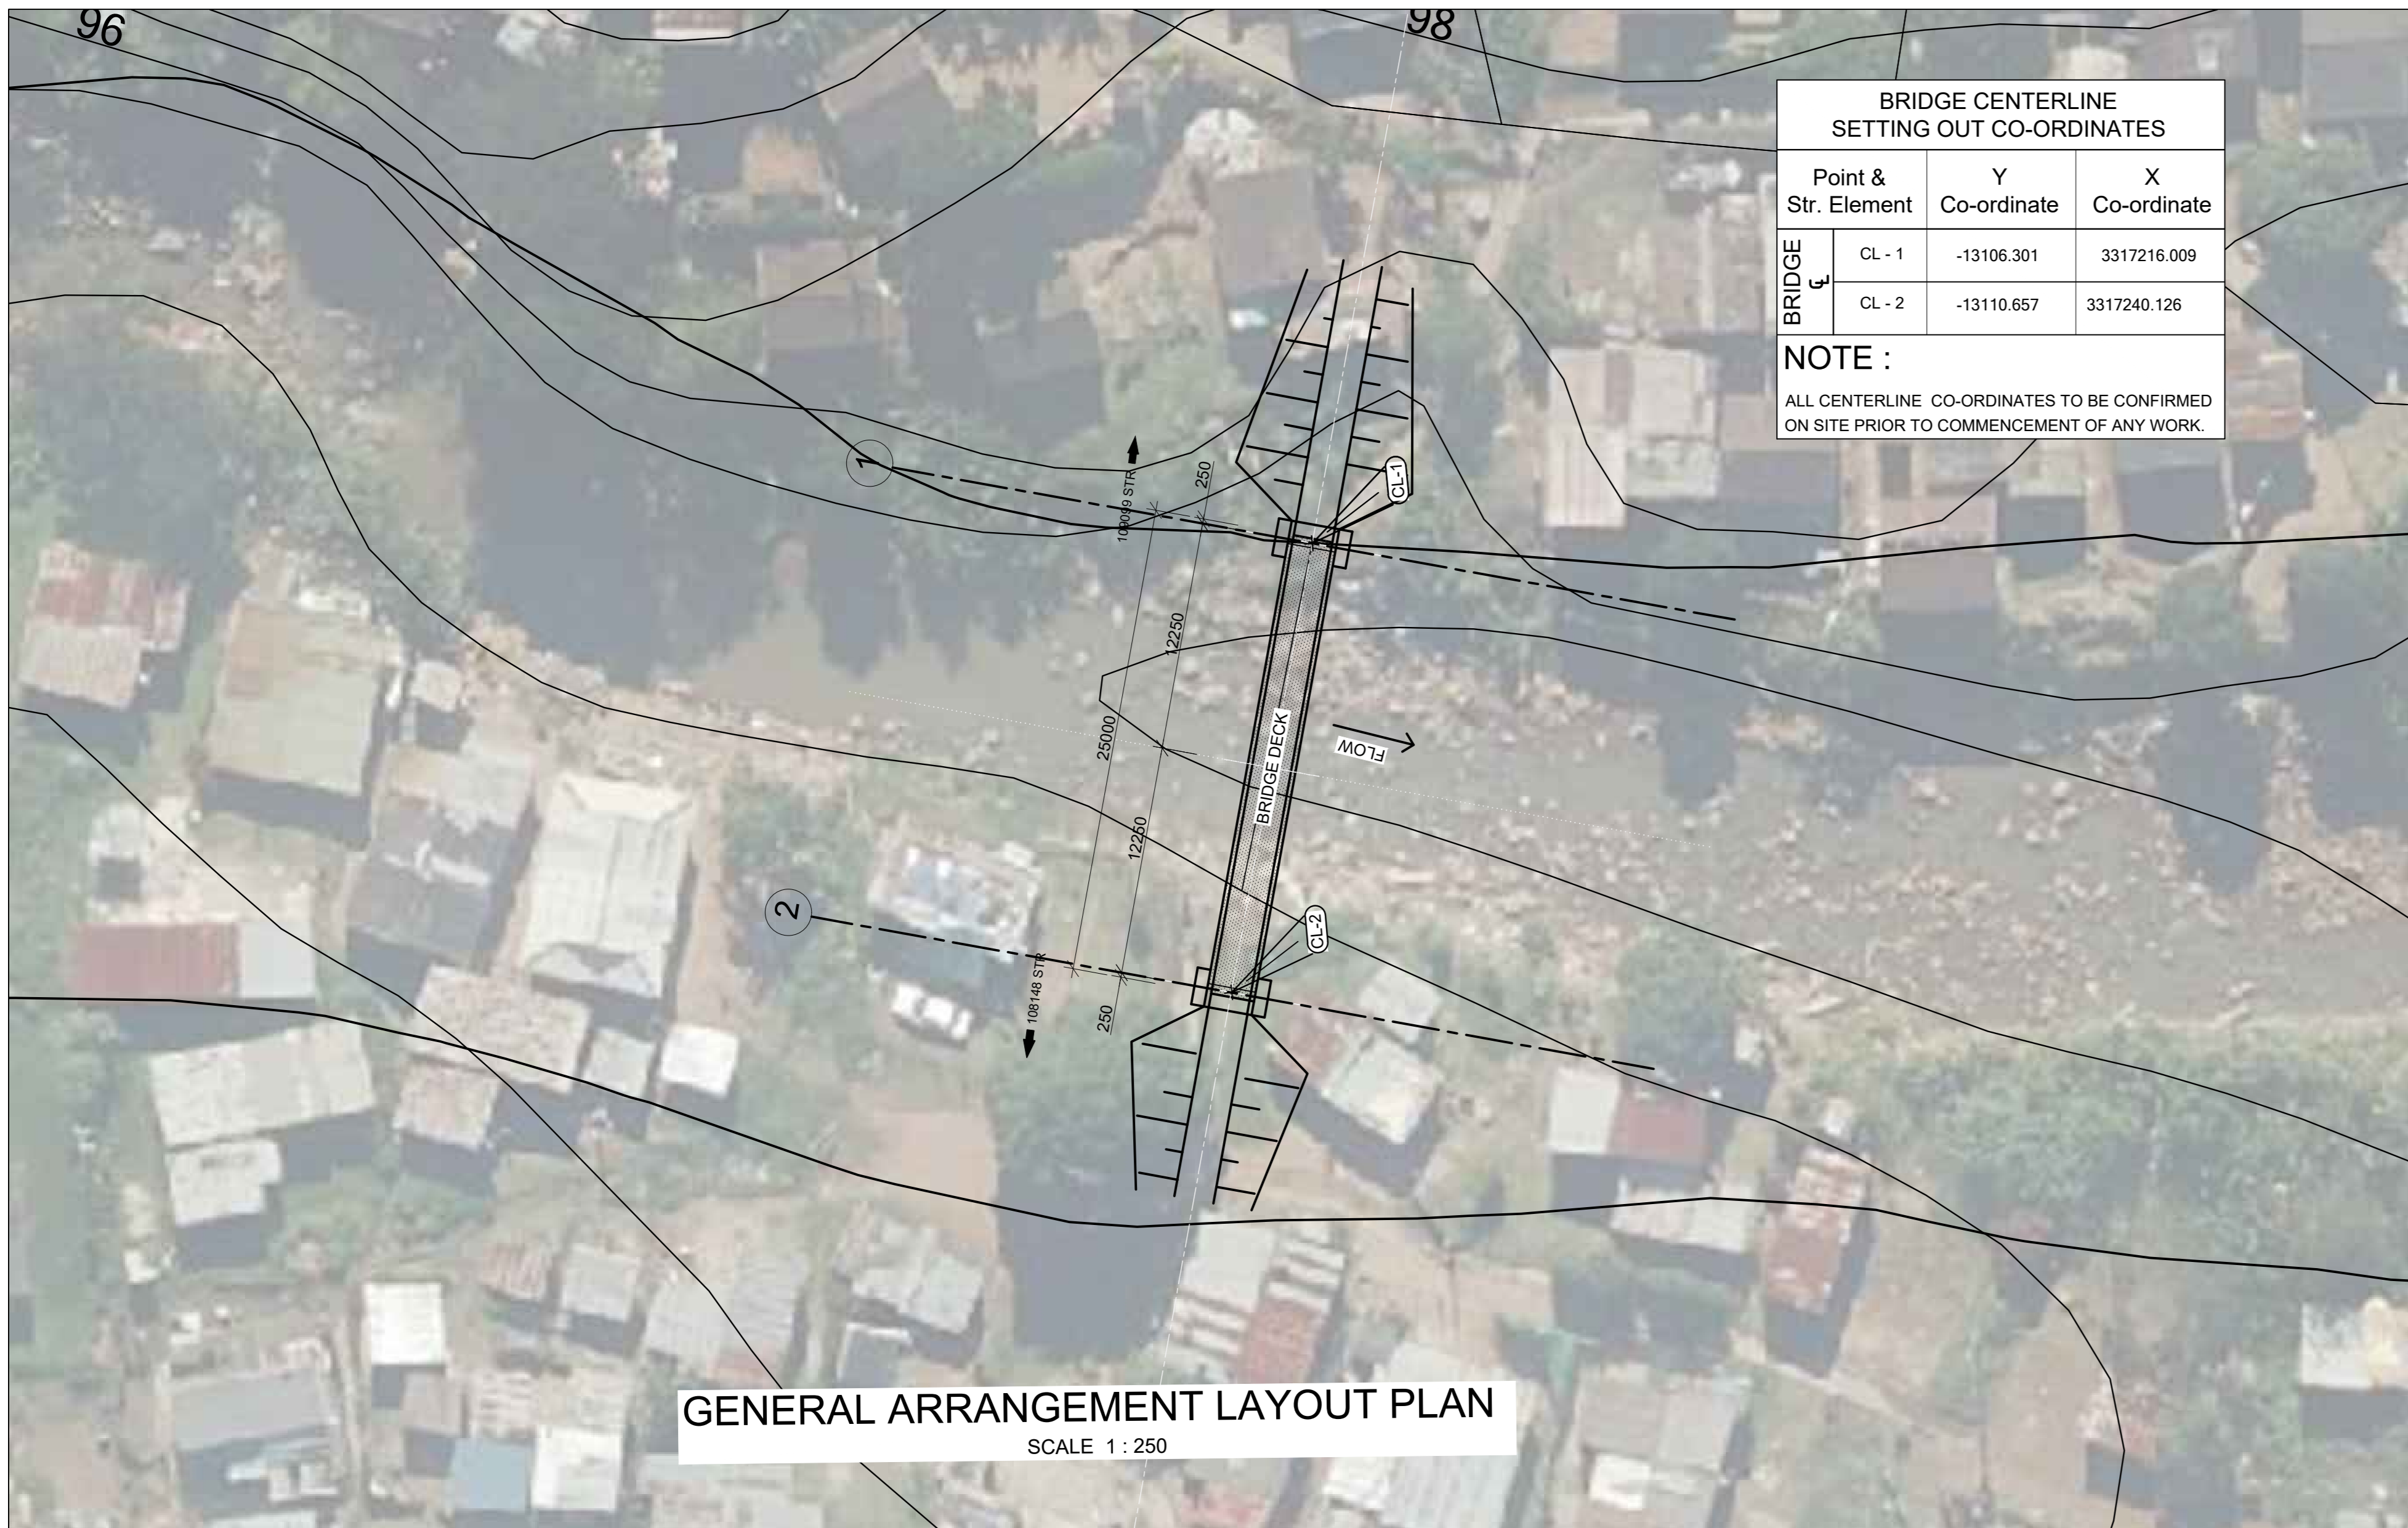 96
98
BRIDGE CENTERLINE
SETTING OUT CO-ORDINATES
Point &
Str. Element
Y
Co-ordinate
X
Co-ordinate
BRIDGE
CL
CL - 1
-13106.301
3317216.009
CL - 2
-13110.657
3317240.126
NOTE :
ALL CENTERLINE CO-ORDINATES TO BE CONFIRMED
ON SITE PRIOR TO COMMENCEMENT OF ANY WORK.
1
109099 STR
250
CL-1
12250
25000
BRIDGE DECK
FLOW
12250
2
CL-2
108148 STR
250
GENERAL ARRANGEMENT LAYOUT PLAN
SCALE 1 : 250